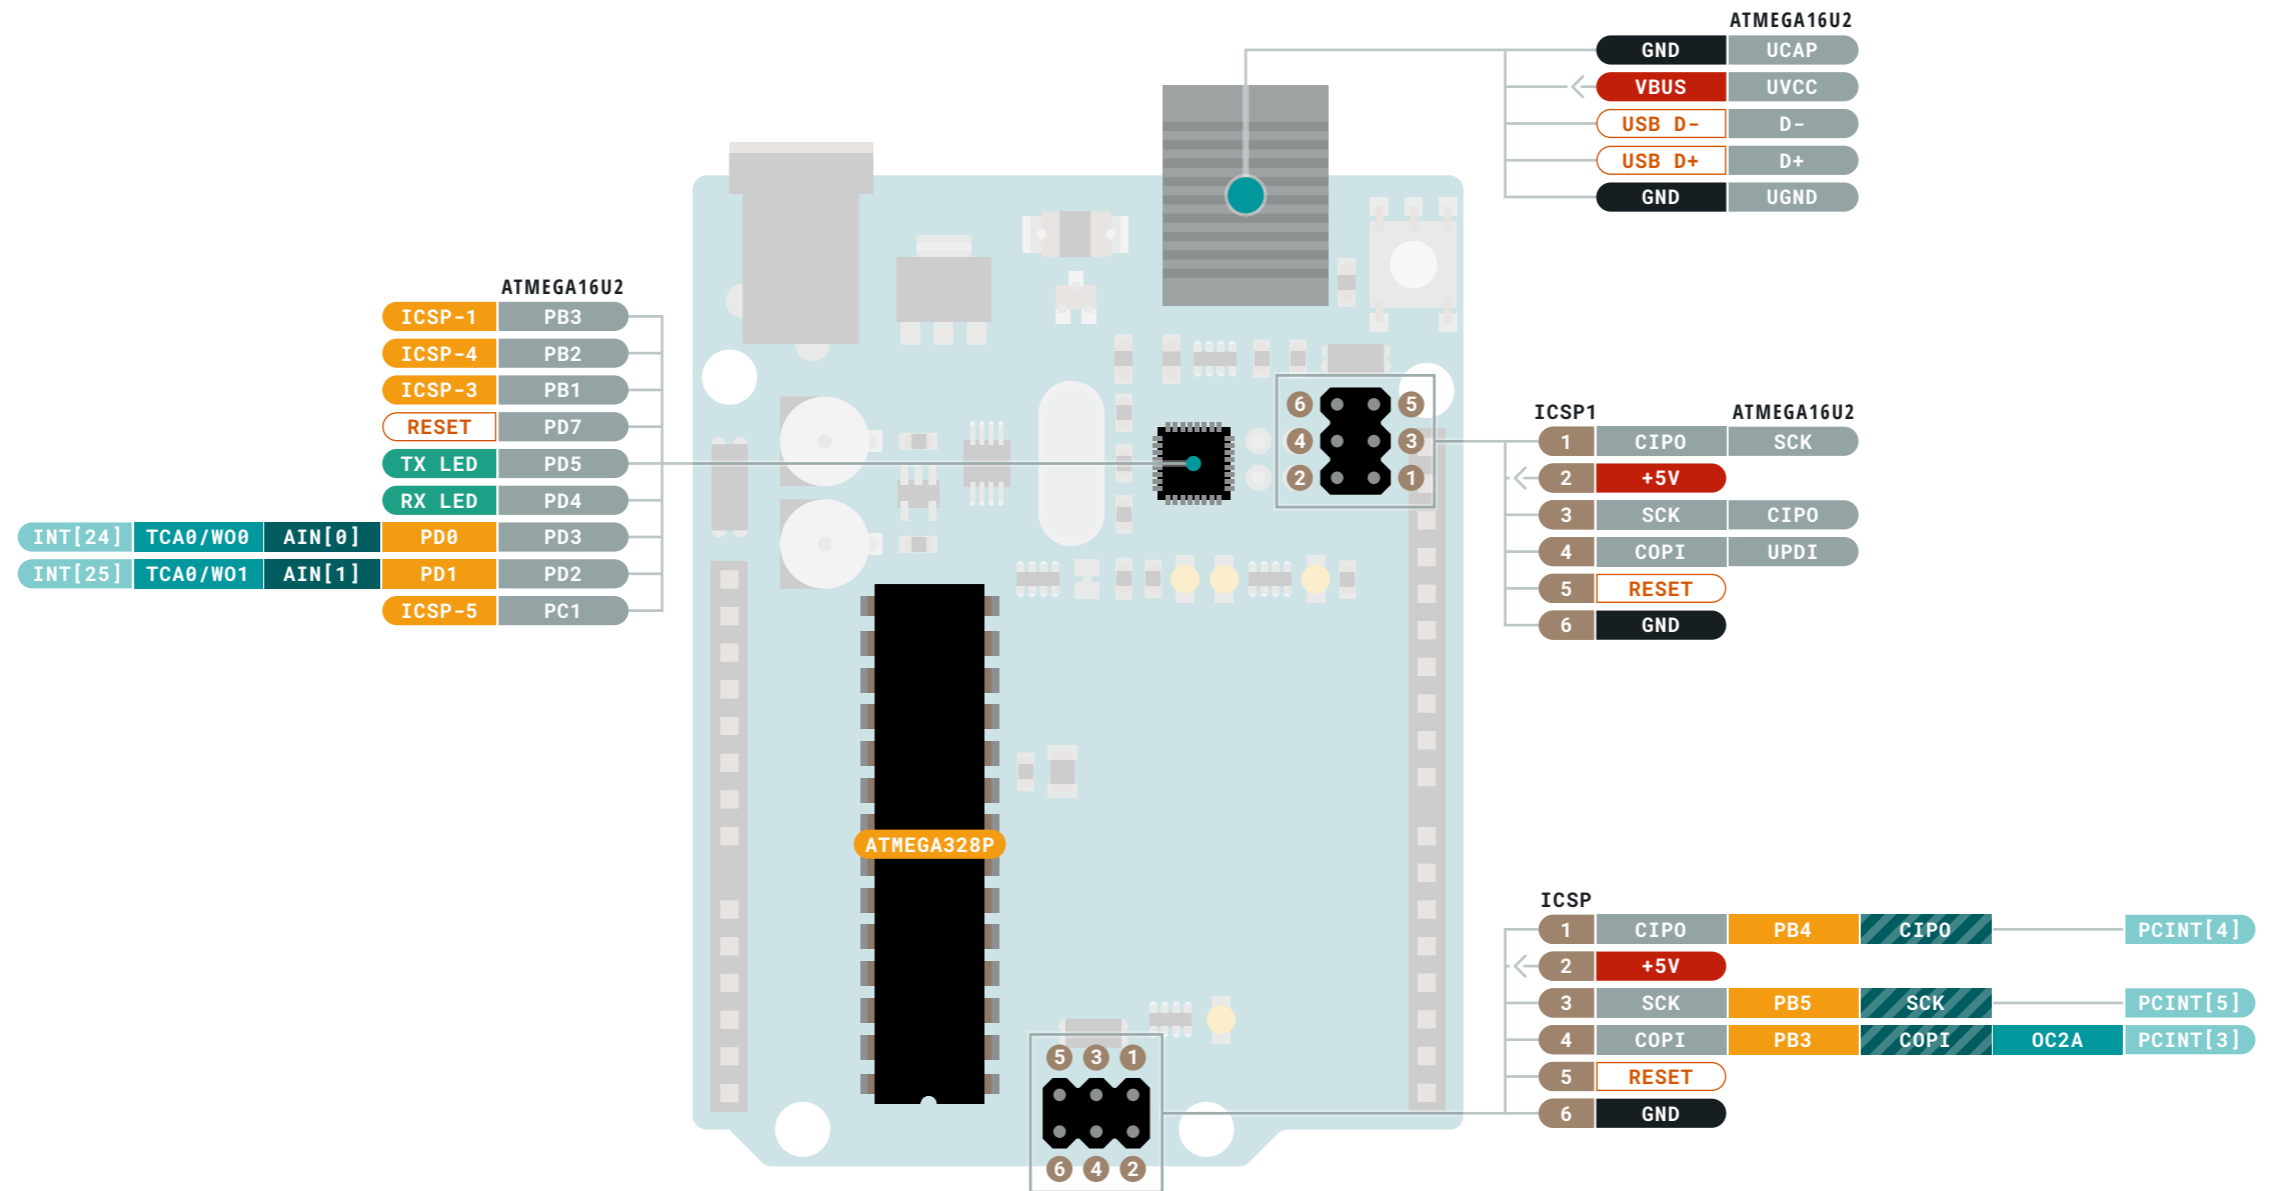 ATMEGA16U2
GND UCAP
VBUS UVCC
USB D- D-
USB D+ D+
GND UGND
ATMEGA16U2
ICSP-1 PB3
ICSP-4 PB2
ICSP-3 PB1
RESET PD7
TX LED PD5
RX LED PD4
INT[24] TCA0/WO0 AIN[0] PD0 PD3
INT[25] TCA0/WO1 AIN[1] PD1 PD2
ICSP-5 PC1
6 5
4 3
2 1
ICSP1 ATMEGA16U2
1 CIPO SCK
2 +5V
3 SCK CIPO
4 COPI UPDI
5 RESET
6 GND
ATMEGA328P
ICSP
1 CIPO PB4 CIPO PCINT[4]
2 +5V
3 SCK PB5 SCK PCINT[5]
4 COPI PB3 COPI OC2A PCINT[3]
5 RESET
6 GND
5 3 1
6 4 2